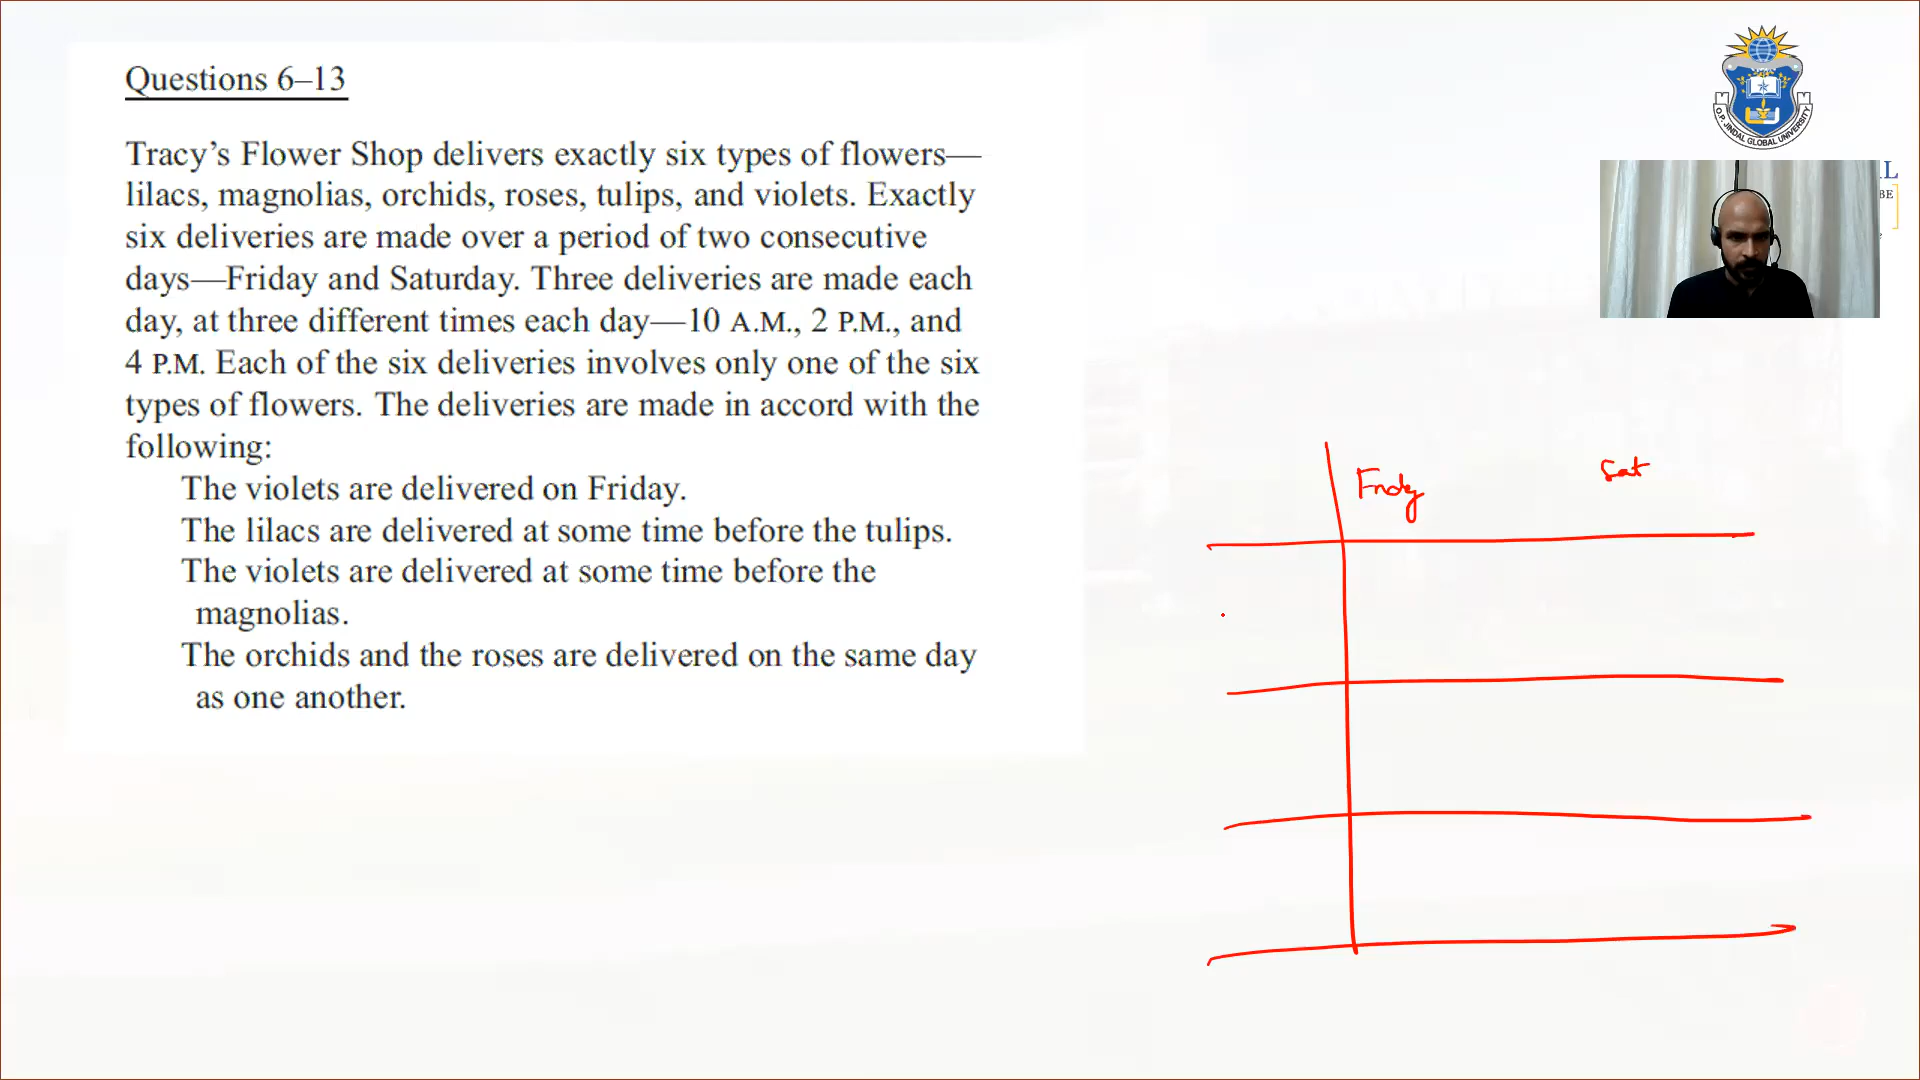 Questions 6–13
Tracy’s Flower Shop delivers exactly six types of flowers—
lilacs, magnolias, orchids, roses, tulips, and violets. Exactly
six deliveries are made over a period of two consecutive
days—Friday and Saturday. Three deliveries are made each
day, at three different times each day—10 A.M., 2 P.M., and
4 P.M. Each of the six deliveries involves only one of the six
types of flowers. The deliveries are made in accord with the
following:
The violets are delivered on Friday.
The lilacs are delivered at some time before the tulips.
The violets are delivered at some time before the
magnolias.
The orchids and the roses are delivered on the same day
as one another.
O.P. JINDAL GLOBAL UNIVERSITY
L
BE
Sat